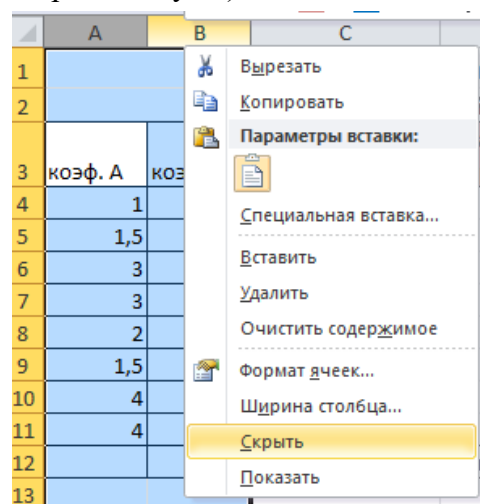 A B C
1 Вырезать
2 Копировать
Параметры вставки:
3 коэф. А коэ
4 1
Специальная вставка...
5 1,5
6 3 Вставить
7 3 Удалить
8 2 Очистить содержимое
9 1,5 Формат ячеек...
10 4 Ширина столбца...
11 4 Скрыть
12 Показать
13